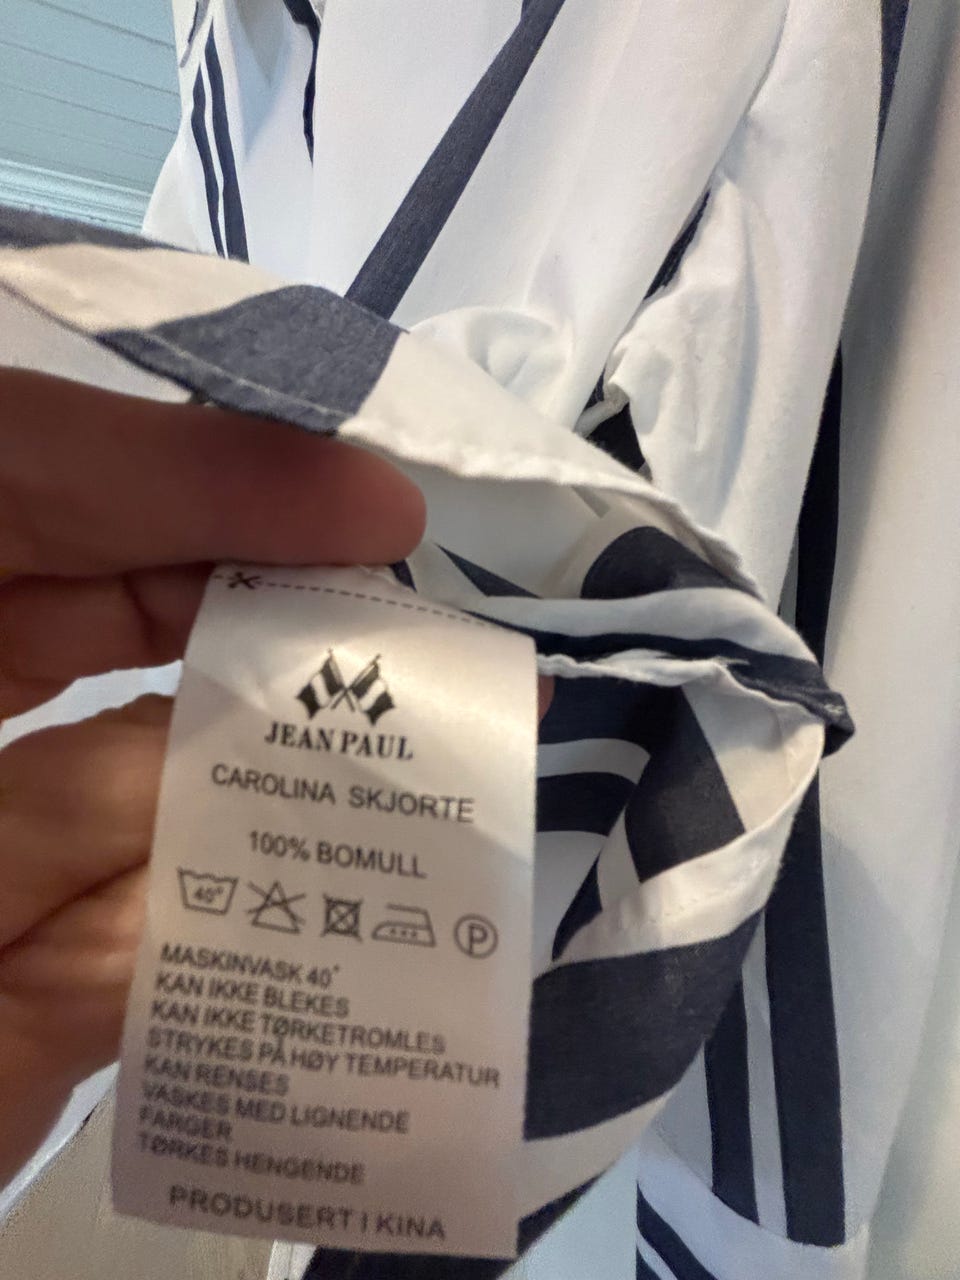 JEAN PAUL
CAROLINA SKJORTE
100% BOMULL
40° P
MASKINVASK 40°
KAN IKKE BLEKES
KAN IKKE TØRKETROMLES
STRYKES PÅ HØY TEMPERATUR
KAN RENSES
VASKES MED LIGNENDE
FARGER
TØRKES HENGENDE
PRODUSERT I KINA